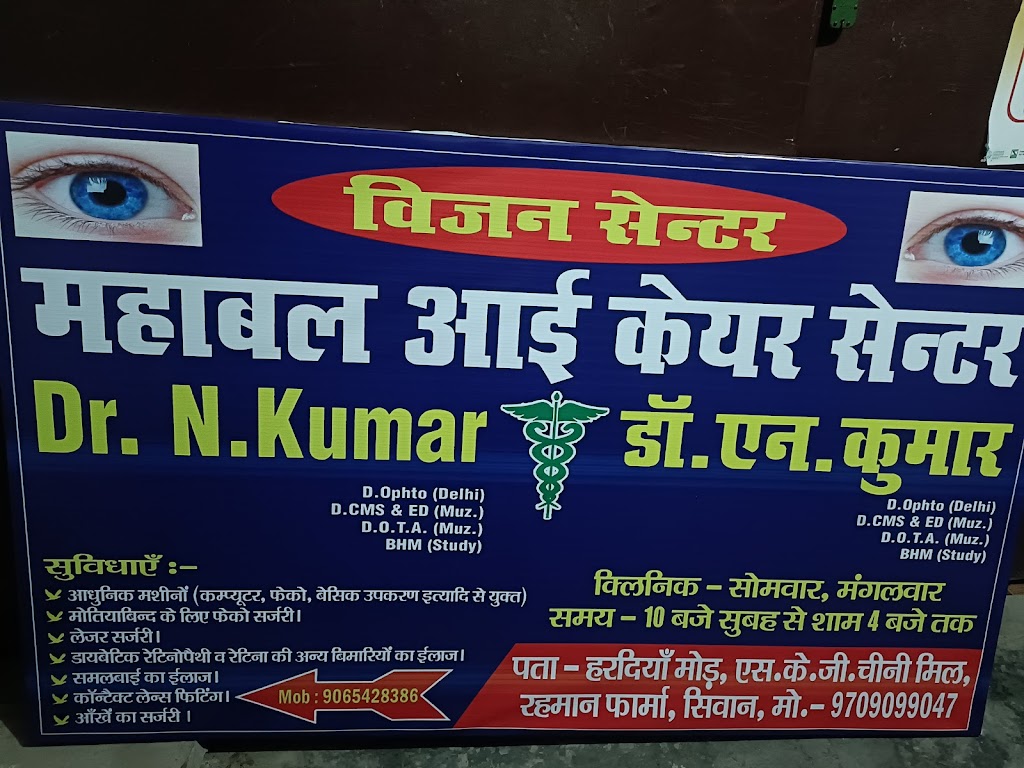 विजन सेन्टर
महाबल आई केयर सेन्टर
Dr. N.Kumar
डॉ.एन.कुमार
D.Ophto (Delhi)
D.CMS & ED (Muz.)
D.O.T.A. (Muz.)
BHM (Study)
D.Ophto (Delhi)
D.CMS & ED (Muz.)
D.O.T.A. (Muz.)
BHM (Study)
सुविधाएँ :–
आधुनिक मशीनों (कम्प्यूटर, फेको, बेसिक उपकरण इत्यादि से युक्त)
मोतियाबिन्द के लिए फेको सर्जरी।
लेजर सर्जरी।
डायबेटिक रेटिनोपैथी व रेटिना की अन्य बिमारियों का ईलाज।
समलबाई का ईलाज।
कॉन्टैक्ट लेन्स फिटिंग।
आँखें का सर्जरी ।
Mob : 9065428386
क्लिनिक – सोमवार, मंगलवार
समय – 10 बजे सुबह से शाम 4 बजे तक
पता – हरदियाँ मोड़, एस.के.जी.चीनी मिल,
रहमान फार्मा, सिवान, मो.– 9709099047